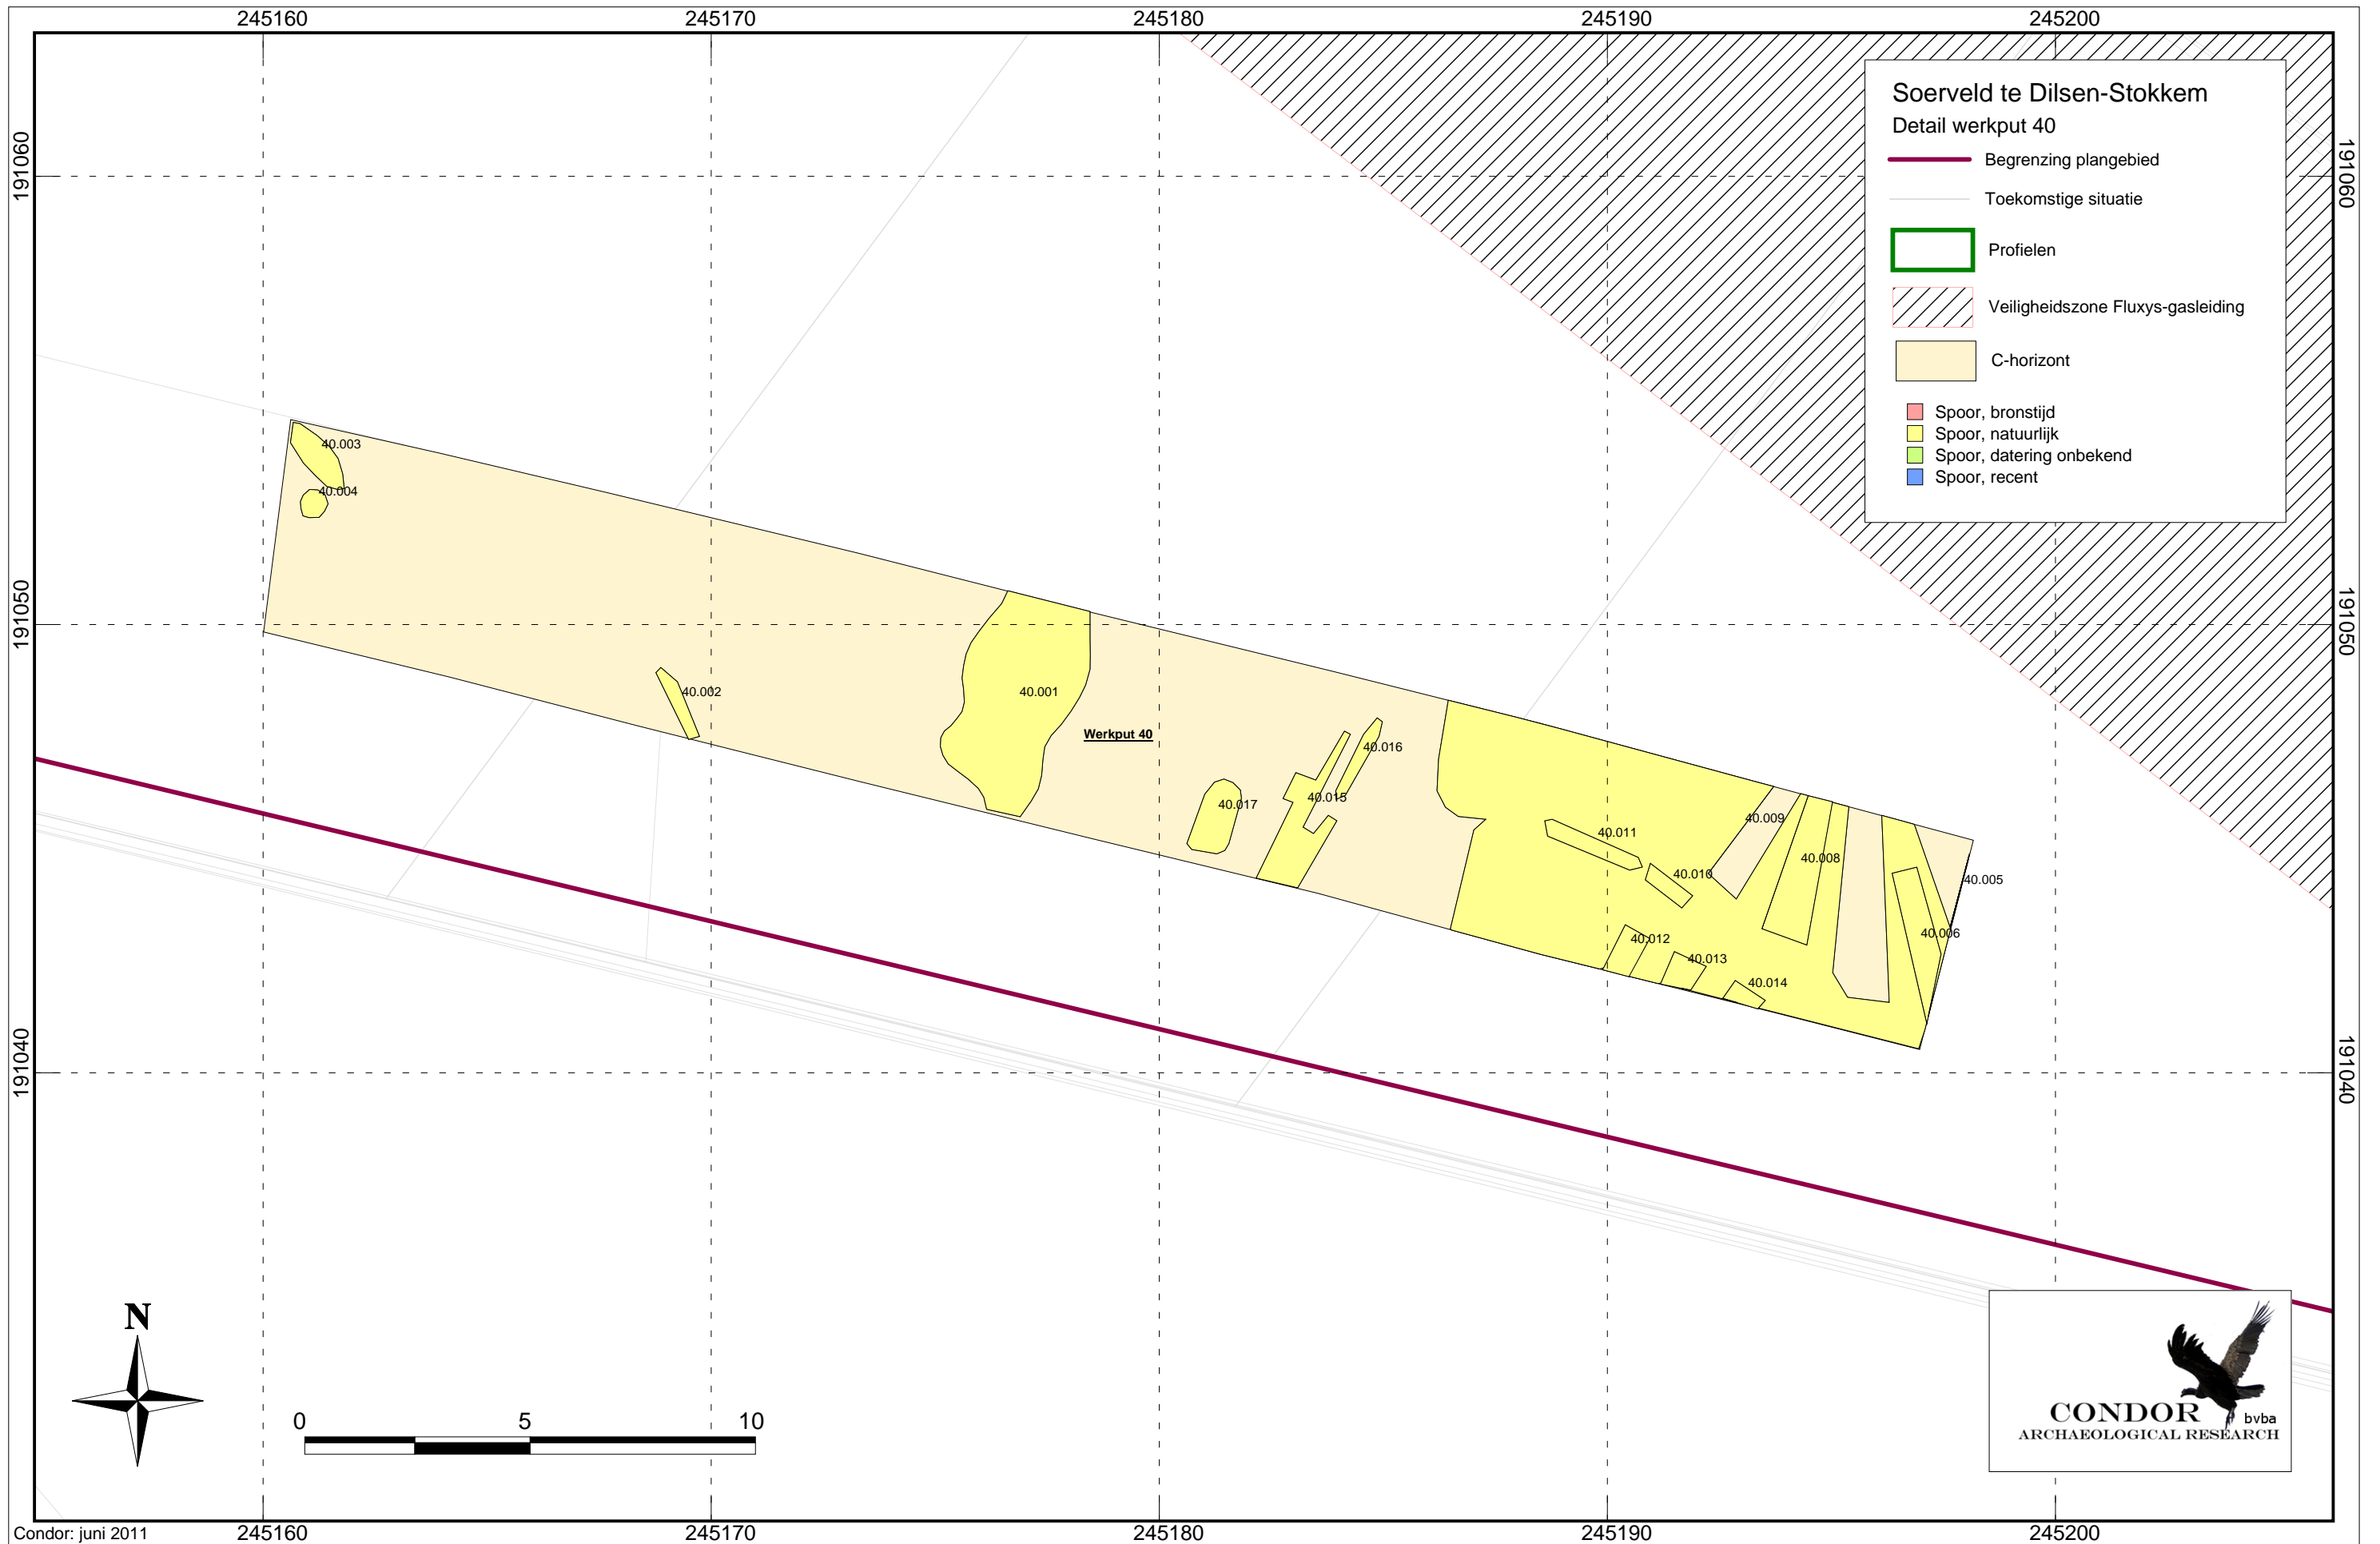 245160
245170
245180
245190
245200
Soerveld te Dilsen-Stokkem
Detail werkput 40
Begrenzing plangebied
Toekomstige situatie
Profielen
Veiligheidszone Fluxys-gasleiding
C-horizont
Spoor, bronstijd
Spoor, natuurlijk
Spoor, datering onbekend
Spoor, recent
191060
191060
40.003
40.004
191050
191050
40.002
40.001
Werkput 40
40.016
40.015
40.017
40.009
40.011
40.008
40.010
40.005
40.006
40.012
40.013
40.014
191040
191040
N
0
5
10
CONDOR bvba
ARCHAEOLOGICAL RESEARCH
Condor: juni 2011
245160
245170
245180
245190
245200